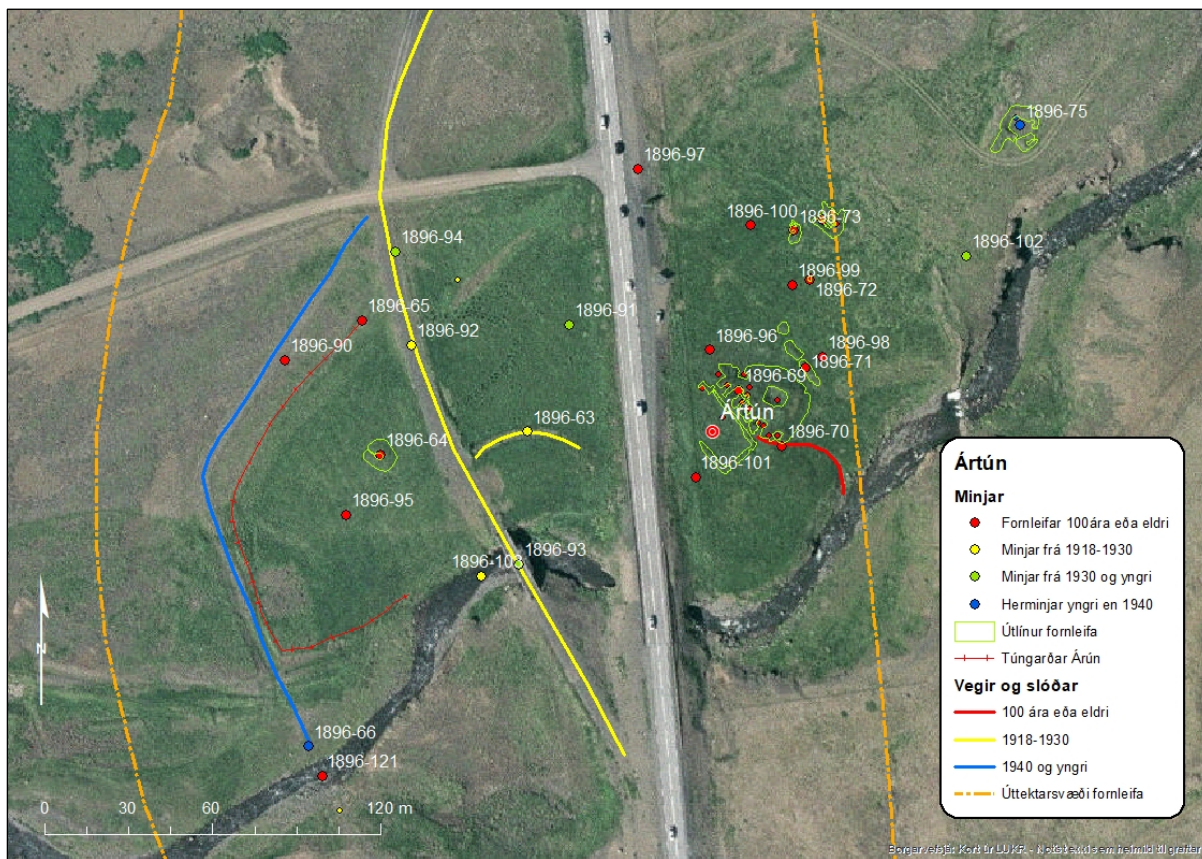 1896-75
1896-97
1896-100
1896-73
1896-94
1896-102
1896-99
1896-72
1896-65
1896-91
1896-92
1896-96
1896-98
1896-90
1896-71
1896-69
1896-63
Ártún
1896-70
1896-64
1896-101
1896-95
1896-93
1896-103
1896-66
1896-121
0 30 60 120 m
N
Ártún
Minjar
Fornleifar 100ára eða eldri
Minjar frá 1918-1930
Minjar frá 1930 og yngri
Herminjar yngri en 1940
Útlínur fornleifa
Túngarðar Árún
Vegir og slóðar
100 ára eða eldri
1918-1930
1940 og yngri
Úttektarsvæði fornleifa